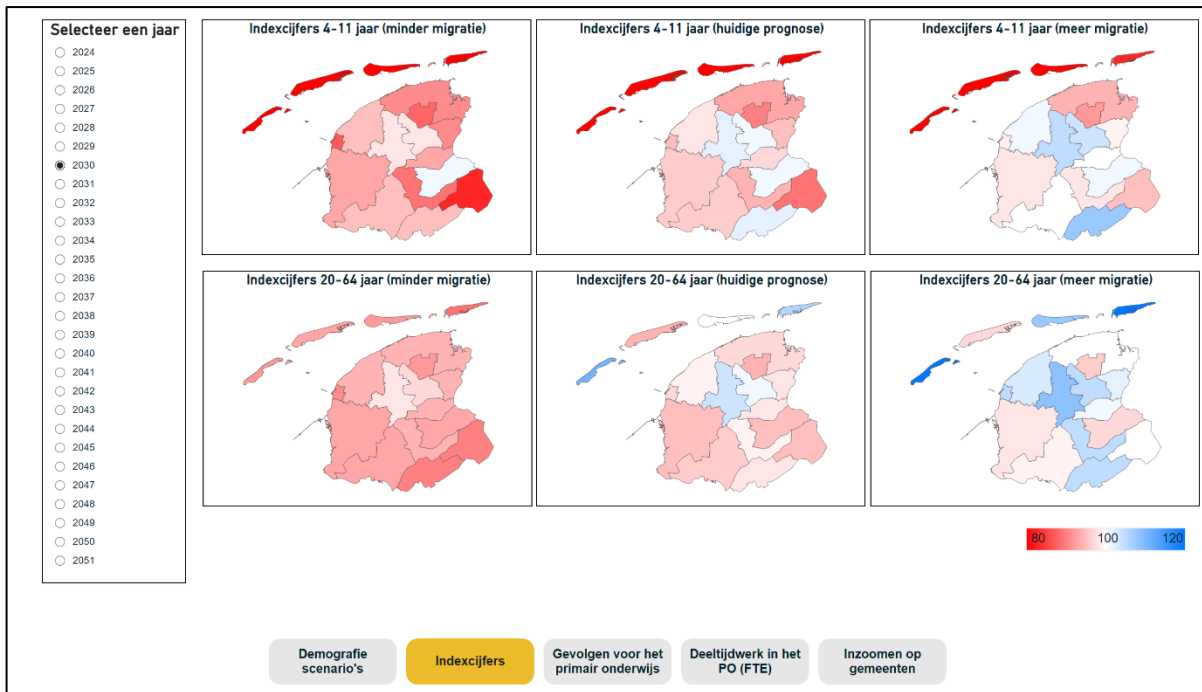 Selecteer een jaar
2024
2025
2026
2027
2028
2029
2030
2031
2032
2033
2034
2035
2036
2037
2038
2039
2040
2041
2042
2043
2044
2045
2046
2047
2048
2049
2050
2051
Indexcijfers 4-11 jaar (minder migratie)
Indexcijfers 4-11 jaar (huidige prognose)
Indexcijfers 4-11 jaar (meer migratie)
Indexcijfers 20-64 jaar (minder migratie)
Indexcijfers 20-64 jaar (huidige prognose)
Indexcijfers 20-64 jaar (meer migratie)
80 100 120
Demografie
scenario's
Indexcijfers
Gevolgen voor het
primair onderwijs
Deeltijdwerk in het
PO (FTE)
Inzoomen op
gemeenten